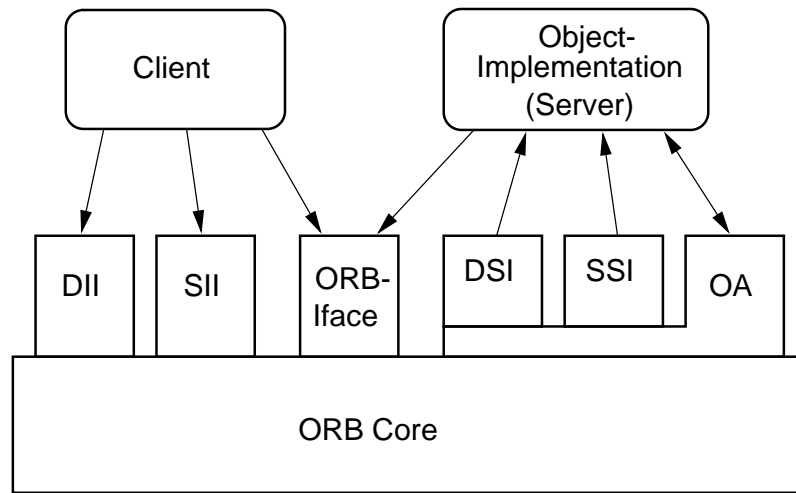 Client
Object-
Implementation
(Server)
DII
SII
ORB-
Iface
DSI
SSI
OA
ORB Core